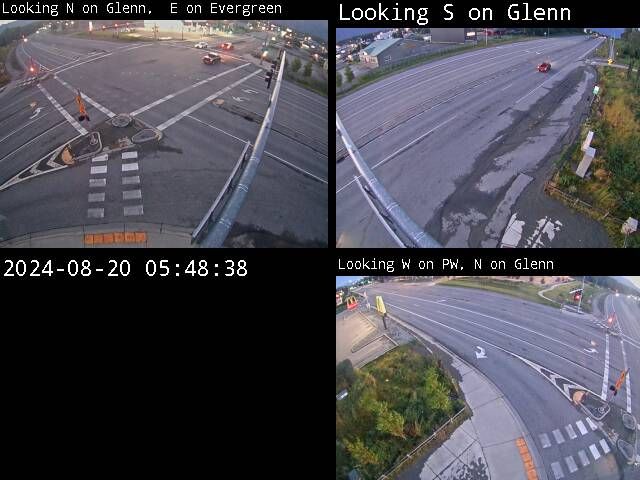 Looking N on Glenn,  E on Evergreen
Looking S on Glenn
2024-08-20 05:48:38
Looking W on PW, N on Glenn